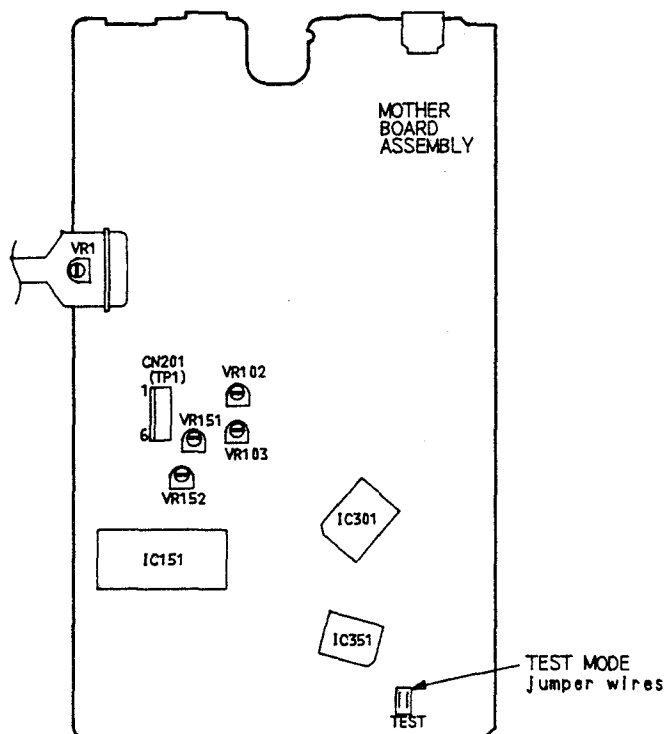 MOTHER
BOARD
ASSEMBLY
VR1
CN201
(TP1)
1
6
VR102
VR151
VR103
VR152
IC301
IC151
IC351
TEST MODE
jumper wires
TEST